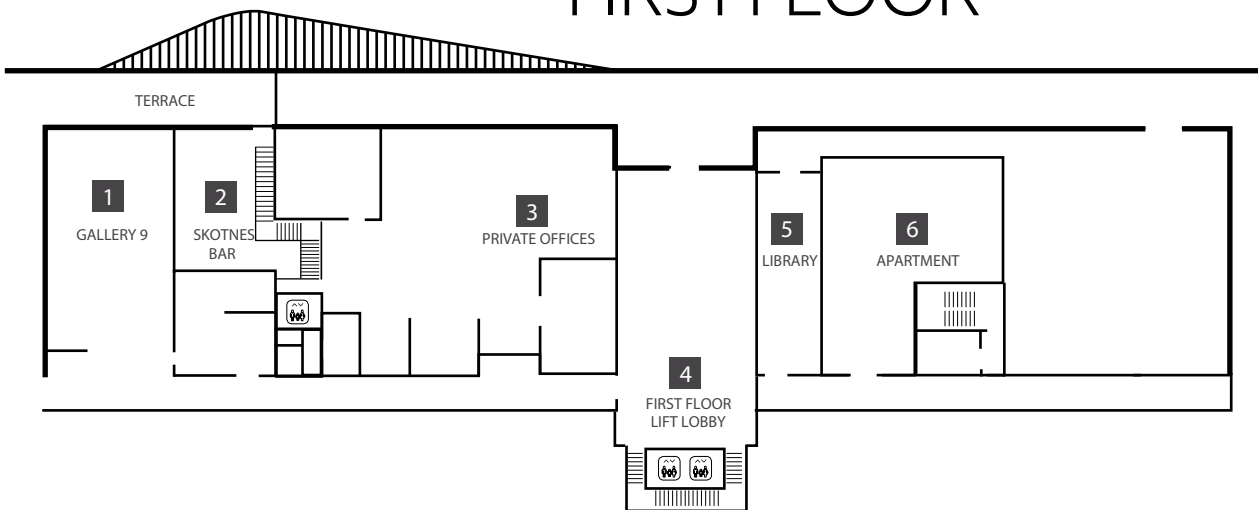 FIRST FLOOR
TERRACE
1
GALLERY 9
2
SKOTNES
BAR
3
PRIVATE OFFICES
4
FIRST FLOOR
LIFT LOBBY
5
LIBRARY
6
APARTMENT